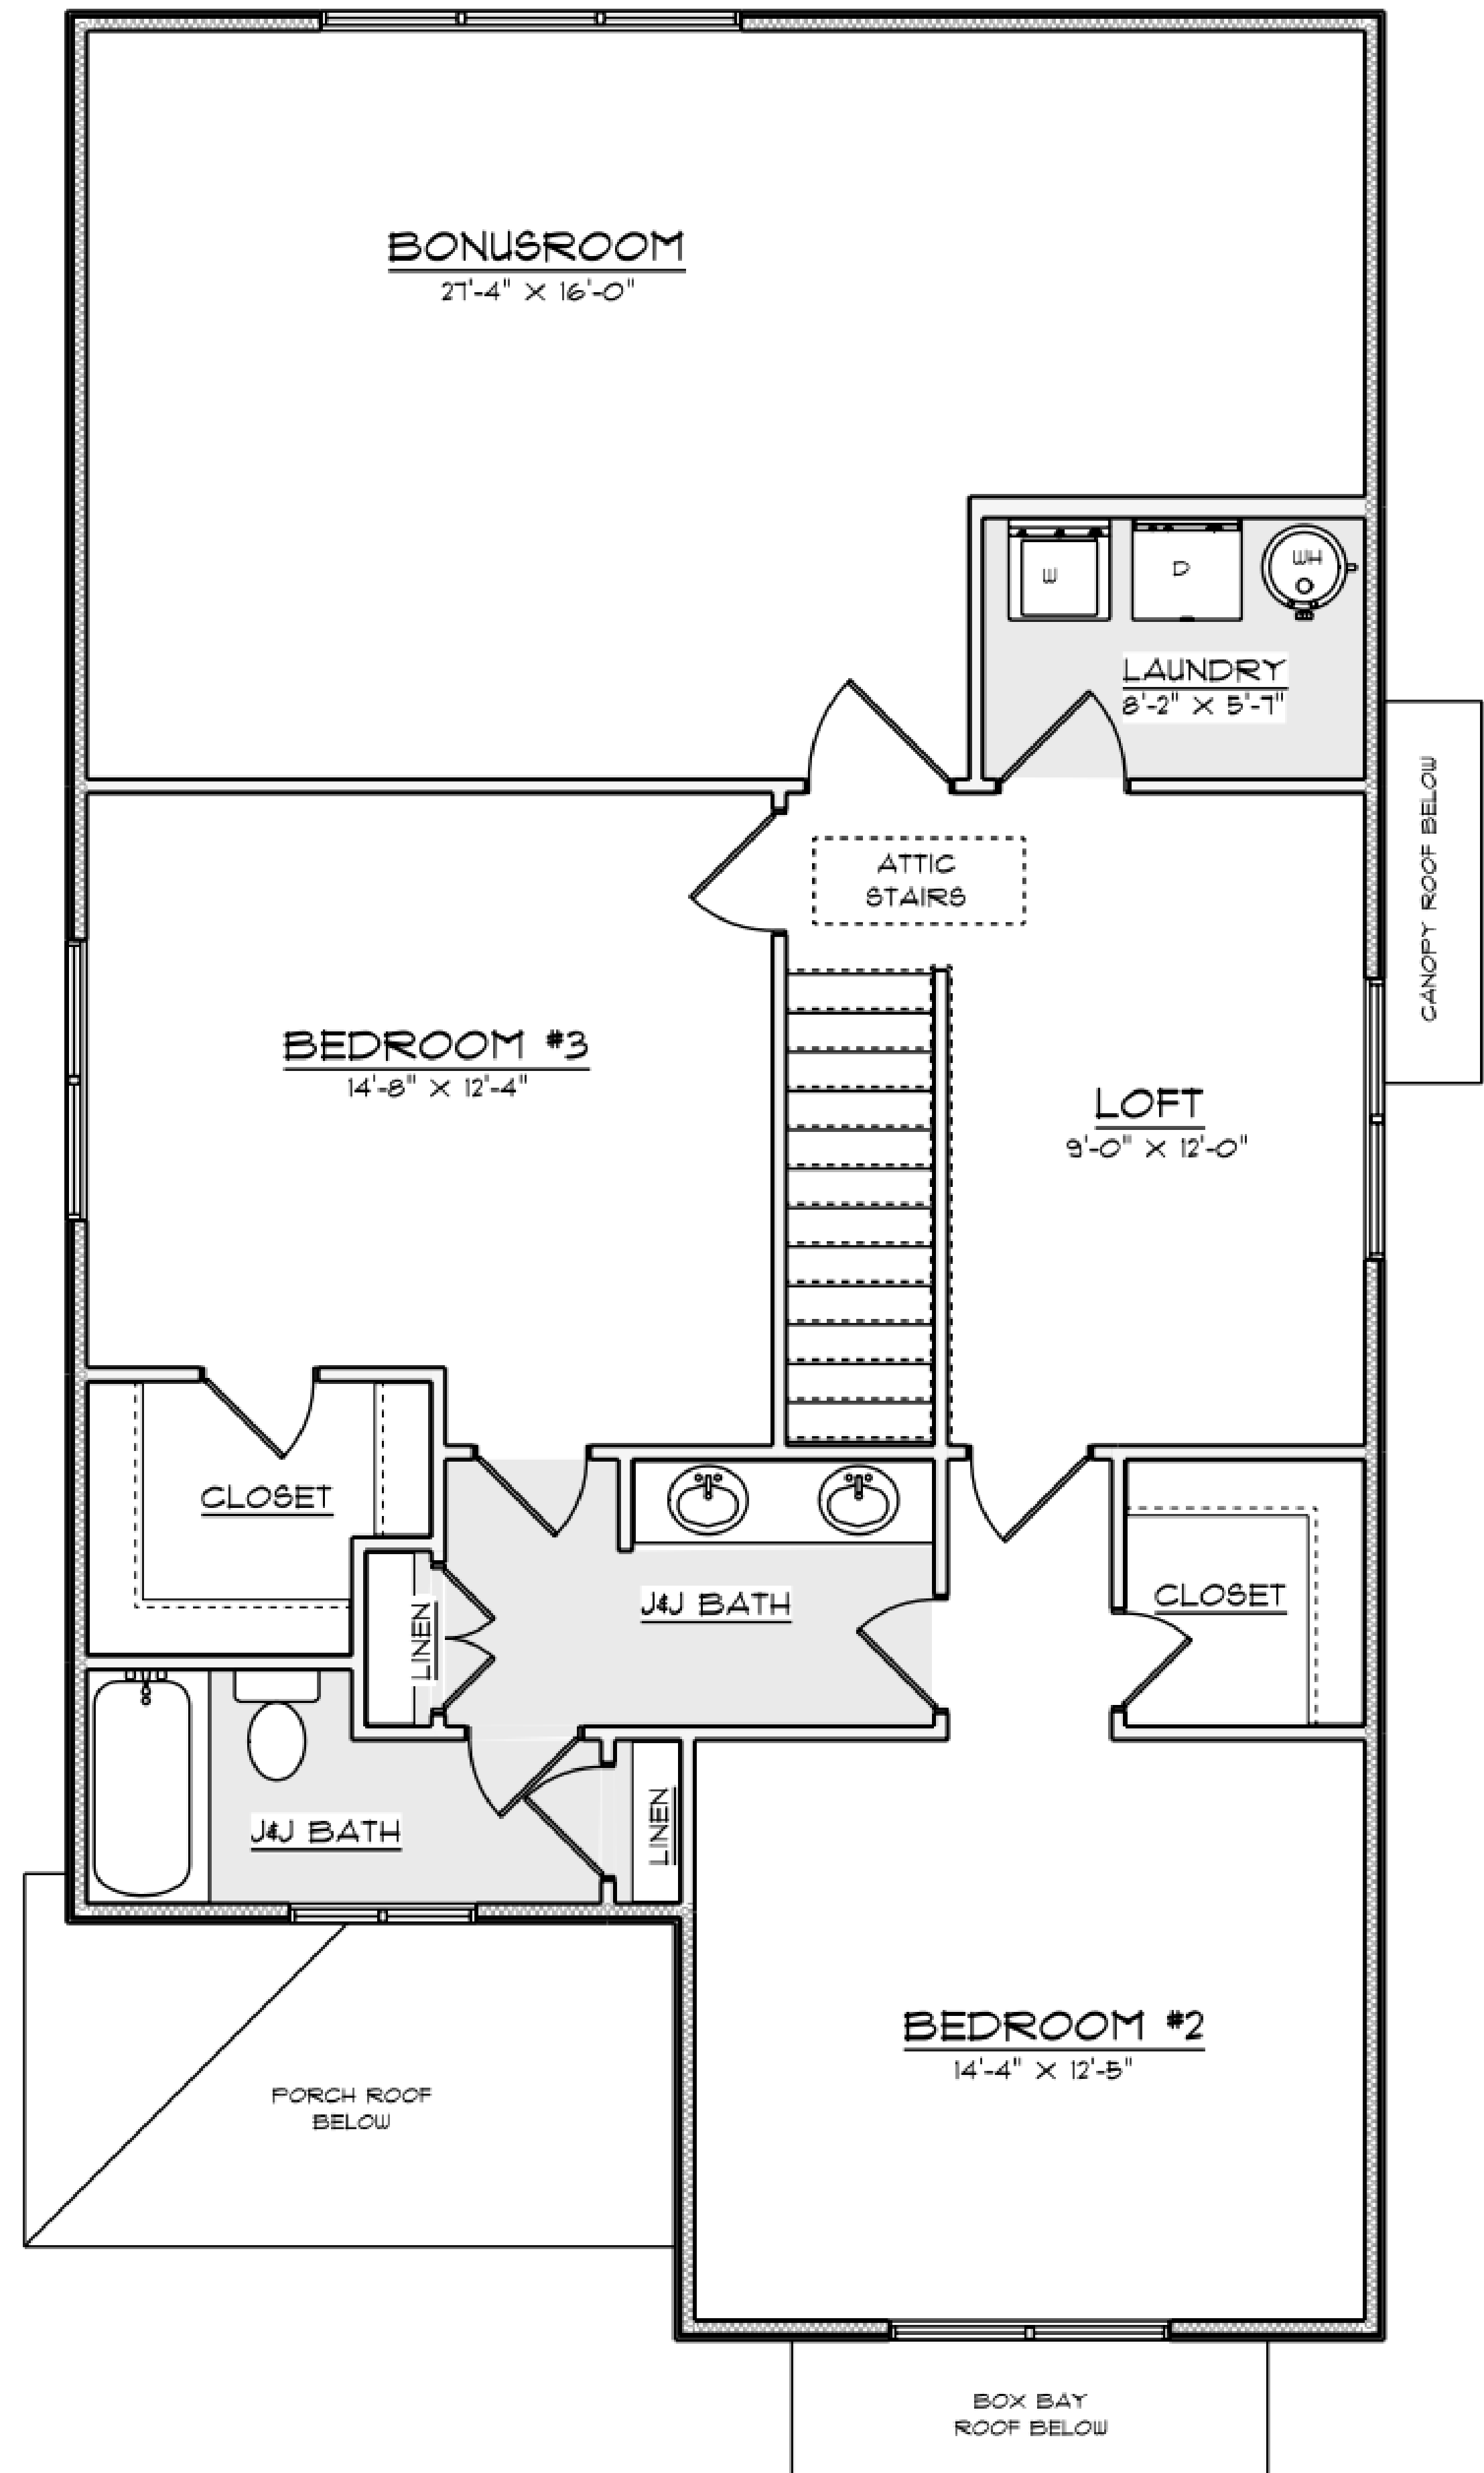 BONUSROOM
27'-4" X 16'-0"
W
D
WH
LAUNDRY
8'-2" X 5'-7"
CANOPY ROOF BELOW
ATTIC
STAIRS
BEDROOM #3
14'-8" X 12'-4"
LOFT
9'-0" X 12'-0"
CLOSET
LINEN
J&J BATH
CLOSET
J&J BATH
LINEN
BEDROOM #2
14'-4" X 12'-5"
PORCH ROOF
BELOW
BOX BAY
ROOF BELOW